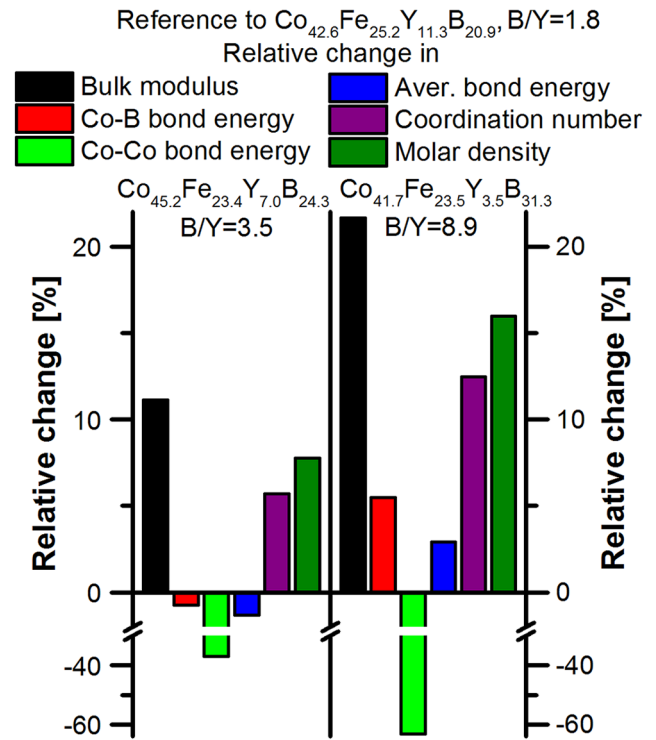 Reference to Co42.6Fe25.2Y11.3B20.9, B/Y=1.8
Relative change in
Bulk modulus
Aver. bond energy
Co-B bond energy
Coordination number
Co-Co bond energy
Molar density
Co45.2Fe23.4Y7.0B24.3
Co41.7Fe23.5Y3.5B31.3
B/Y=3.5
B/Y=8.9
Relative change [%]
20
10
0
-40
-60
20
10
0
-40
-60
Relative change [%]